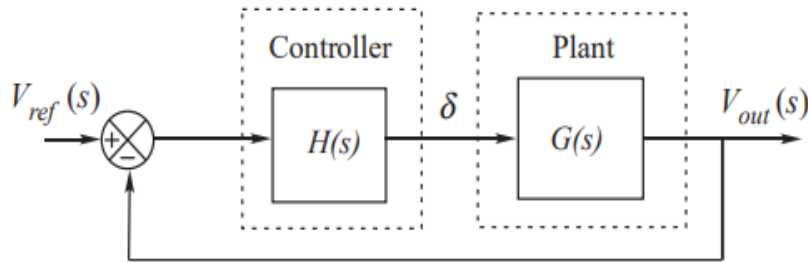 Controller
Plant
V_ref (s)
+
−
H(s)
δ
G(s)
V_out (s)